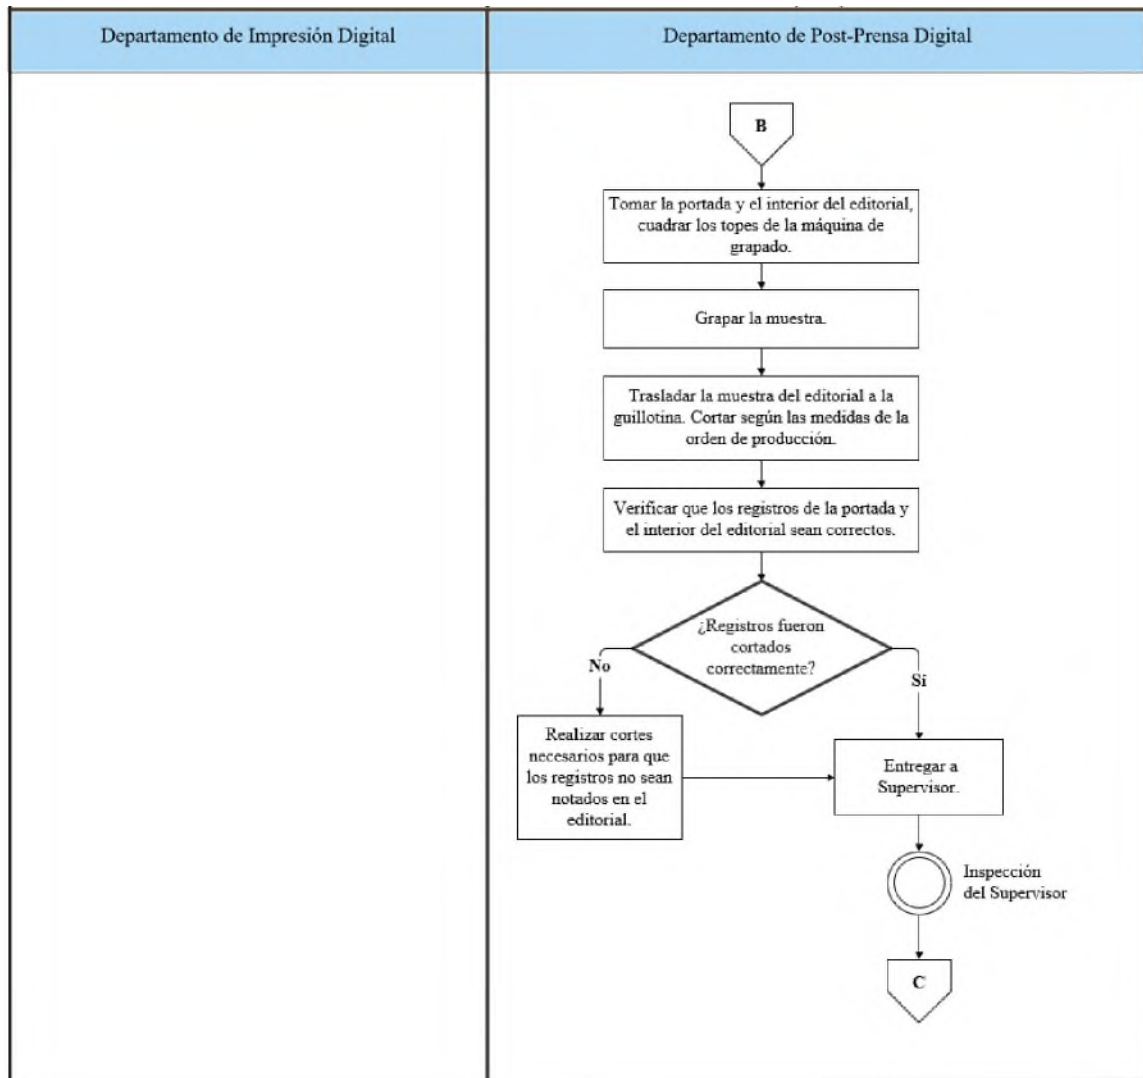 Departamento de Impresión Digital
Departamento de Post-Prensa Digital
B
Tomar la portada y el interior del editorial,
cuadrar los topes de la máquina de
grapado.
Grapar la muestra.
Trasladar la muestra del editorial a la
guillotina. Cortar según las medidas de la
orden de producción.
Verificar que los registros de la portada y
el interior del editorial sean correctos.
¿Registros fueron
cortados
correctamente?
No
Sí
Realizar cortes
necesarios para que
los registros no sean
notados en el
editorial.
Entregar a
Supervisor.
Inspección
del Supervisor
C